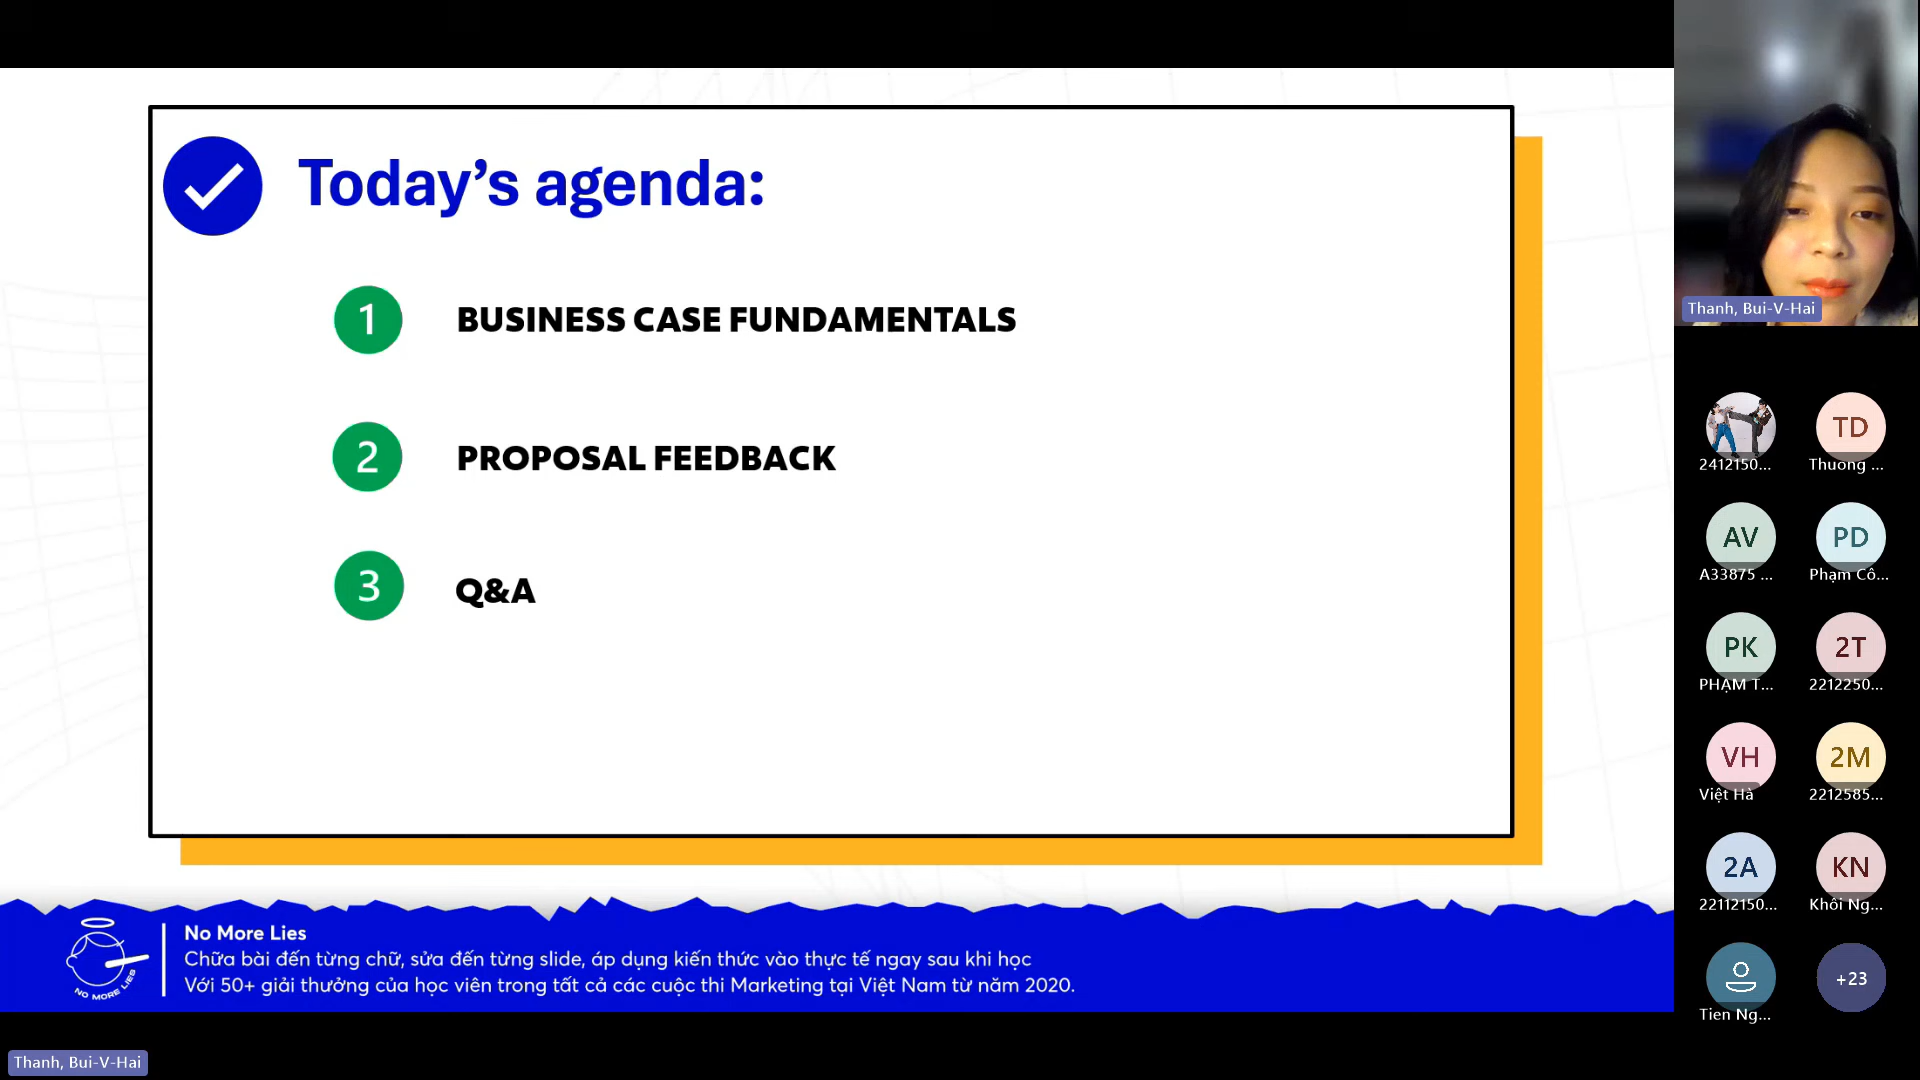 Today’s agenda:
1
BUSINESS CASE FUNDAMENTALS
2
PROPOSAL FEEDBACK
3
Q&A
NO MORE LIES
No More Lies
Chữa bài đến từng chữ, sửa đến từng slide, áp dụng kiến thức vào thực tế ngay sau khi học
Với 50+ giải thưởng của học viên trong tất cả các cuộc thi Marketing tại Việt Nam từ năm 2020.
Thanh, Bui-V-Hai
Thanh, Bui-V-Hai
2412150...
TD
Thuong ...
AV
A33875 ...
PD
Phạm Cô...
PK
PHẠM T...
2T
2212250...
VH
Việt Hà
2M
2212585...
2A
22112150...
KN
Khôi Ng...
Tien Ng...
+23